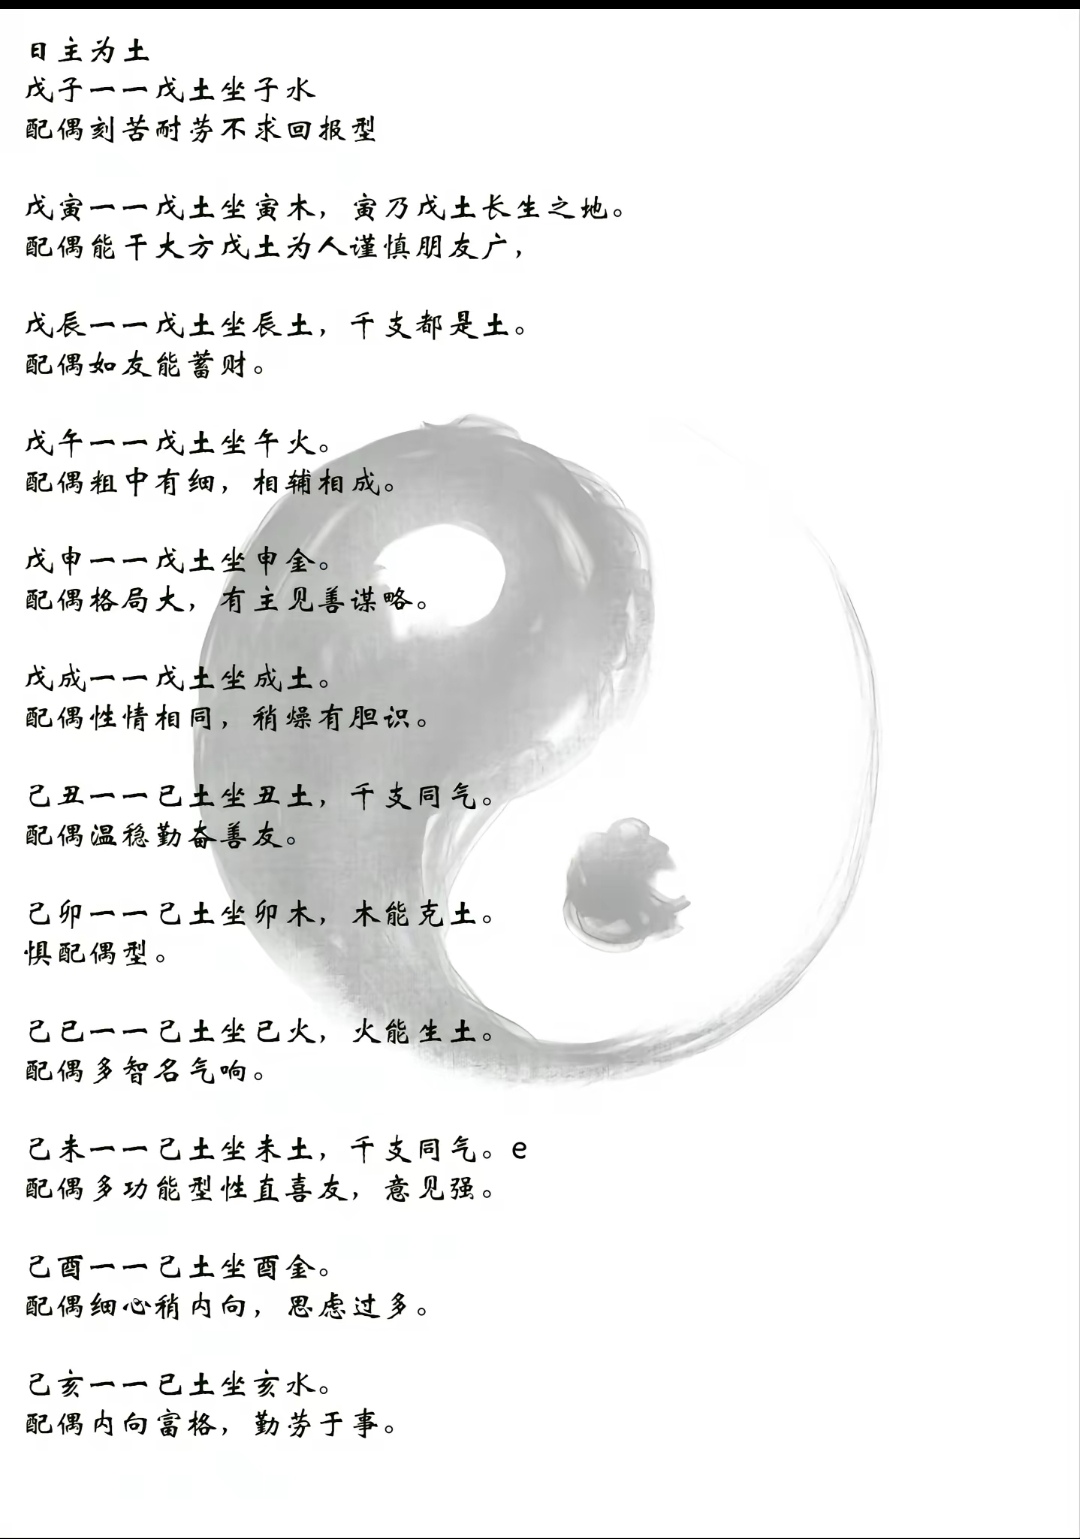 日主为土
戊子一一戊土坐子水
配偶刻苦耐劳不求回报型
戊寅一一戊土坐寅木，寅乃戊土长生之地。
配偶能干大方戊土为人谨慎朋友广，
戊辰一一戊土坐辰土，干支都是土。
配偶如友能蓄财。
戊午一一戊土坐午火。
配偶粗中有细，相辅相成。
戊申一一戊土坐申金。
配偶格局大，有主见善谋略。
戊成一一戊土坐成土。
配偶性情相同，稍燥有胆识。
己丑一一己土坐丑土，干支同气。
配偶温稳勤奋善友。
己卯一一己土坐卯木，木能克土。
惧配偶型。
己巳一一己土坐巳火，火能生土。
配偶多智名气响。
己未一一己土坐未土，干支同气。e
配偶多功能型性直喜友，意见强。
己酉一一己土坐酉金。
配偶细心稍内向，思虑过多。
己亥一一己土坐亥水。
配偶内向富格，勤劳于事。